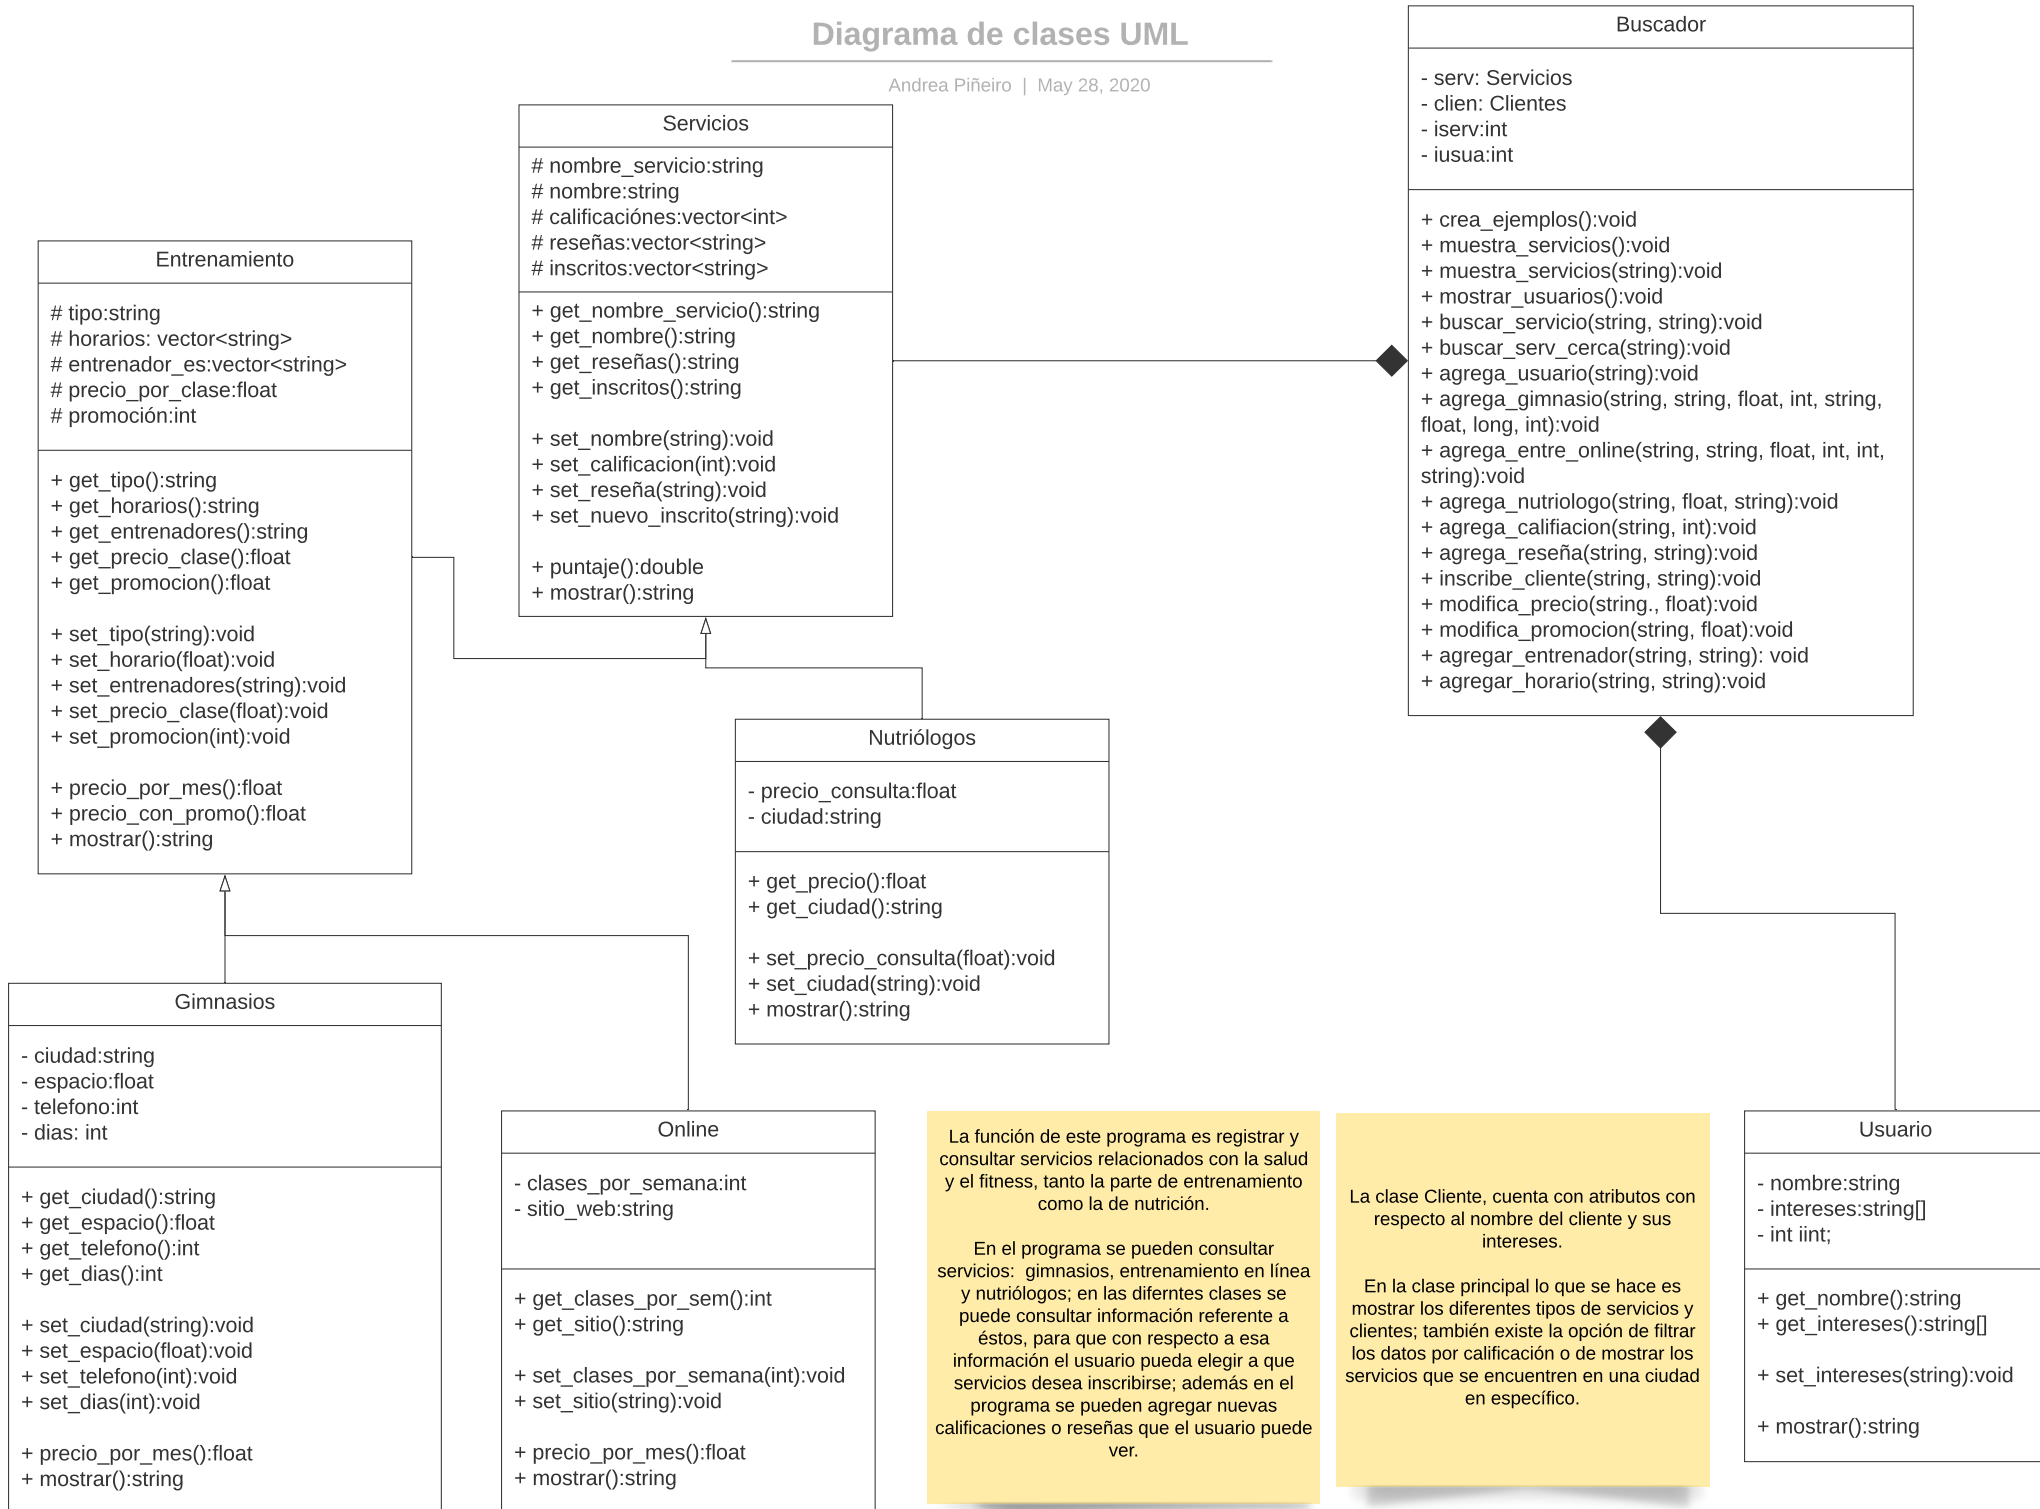 Diagrama de clases UML
Andrea Piñeiro | May 28, 2020
Servicios
# nombre_servicio:string
# nombre:string
# calificaciónes:vector<int>
# reseñas:vector<string>
# inscritos:vector<string>
+ get_nombre_servicio():string
+ get_nombre():string
+ get_reseñas():string
+ get_inscritos():string
+ set_nombre(string):void
+ set_calificacion(int):void
+ set_reseña(string):void
+ set_nuevo_inscrito(string):void
+ puntaje():double
+ mostrar():string
Buscador
- serv: Servicios
- clien: Clientes
- iserv:int
- iusua:int
+ crea_ejemplos():void
+ muestra_servicios():void
+ muestra_servicios(string):void
+ mostrar_usuarios():void
+ buscar_servicio(string, string):void
+ buscar_serv_cerca(string):void
+ agrega_usuario(string):void
+ agrega_gimnasio(string, string, float, int, string,
float, long, int):void
+ agrega_entre_online(string, string, float, int, int,
string):void
+ agrega_nutriologo(string, float, string):void
+ agrega_califiacion(string, int):void
+ agrega_reseña(string, string):void
+ inscribe_cliente(string, string):void
+ modifica_precio(string., float):void
+ modifica_promocion(string, float):void
+ agregar_entrenador(string, string): void
+ agregar_horario(string, string):void
Entrenamiento
# tipo:string
# horarios: vector<string>
# entrenador_es:vector<string>
# precio_por_clase:float
# promoción:int
+ get_tipo():string
+ get_horarios():string
+ get_entrenadores():string
+ get_precio_clase():float
+ get_promocion():float
+ set_tipo(string):void
+ set_horario(float):void
+ set_entrenadores(string):void
+ set_precio_clase(float):void
+ set_promocion(int):void
+ precio_por_mes():float
+ precio_con_promo():float
+ mostrar():string
Nutriólogos
- precio_consulta:float
- ciudad:string
+ get_precio():float
+ get_ciudad():string
+ set_precio_consulta(float):void
+ set_ciudad(string):void
+ mostrar():string
Gimnasios
- ciudad:string
- espacio:float
- telefono:int
- dias: int
+ get_ciudad():string
+ get_espacio():float
+ get_telefono():int
+ get_dias():int
+ set_ciudad(string):void
+ set_espacio(float):void
+ set_telefono(int):void
+ set_dias(int):void
+ precio_por_mes():float
+ mostrar():string
Online
- clases_por_semana:int
- sitio_web:string
+ get_clases_por_sem():int
+ get_sitio():string
+ set_clases_por_semana(int):void
+ set_sitio(string):void
+ precio_por_mes():float
+ mostrar():string
La función de este programa es registrar y
consultar servicios relacionados con la salud
y el fitness, tanto la parte de entrenamiento
como la de nutrición.
En el programa se pueden consultar
servicios:  gimnasios, entrenamiento en línea
y nutriólogos; en las diferntes clases se
puede consultar información referente a
éstos, para que con respecto a esa
información el usuario pueda elegir a que
servicios desea inscribirse; además en el
programa se pueden agregar nuevas
calificaciones o reseñas que el usuario puede
ver.
La clase Cliente, cuenta con atributos con
respecto al nombre del cliente y sus
intereses.
En la clase principal lo que se hace es
mostrar los diferentes tipos de servicios y
clientes; también existe la opción de filtrar
los datos por calificación o de mostrar los
servicios que se encuentren en una ciudad
en específico.
Usuario
- nombre:string
- intereses:string[]
- int iint;
+ get_nombre():string
+ get_intereses():string[]
+ set_intereses(string):void
+ mostrar():string